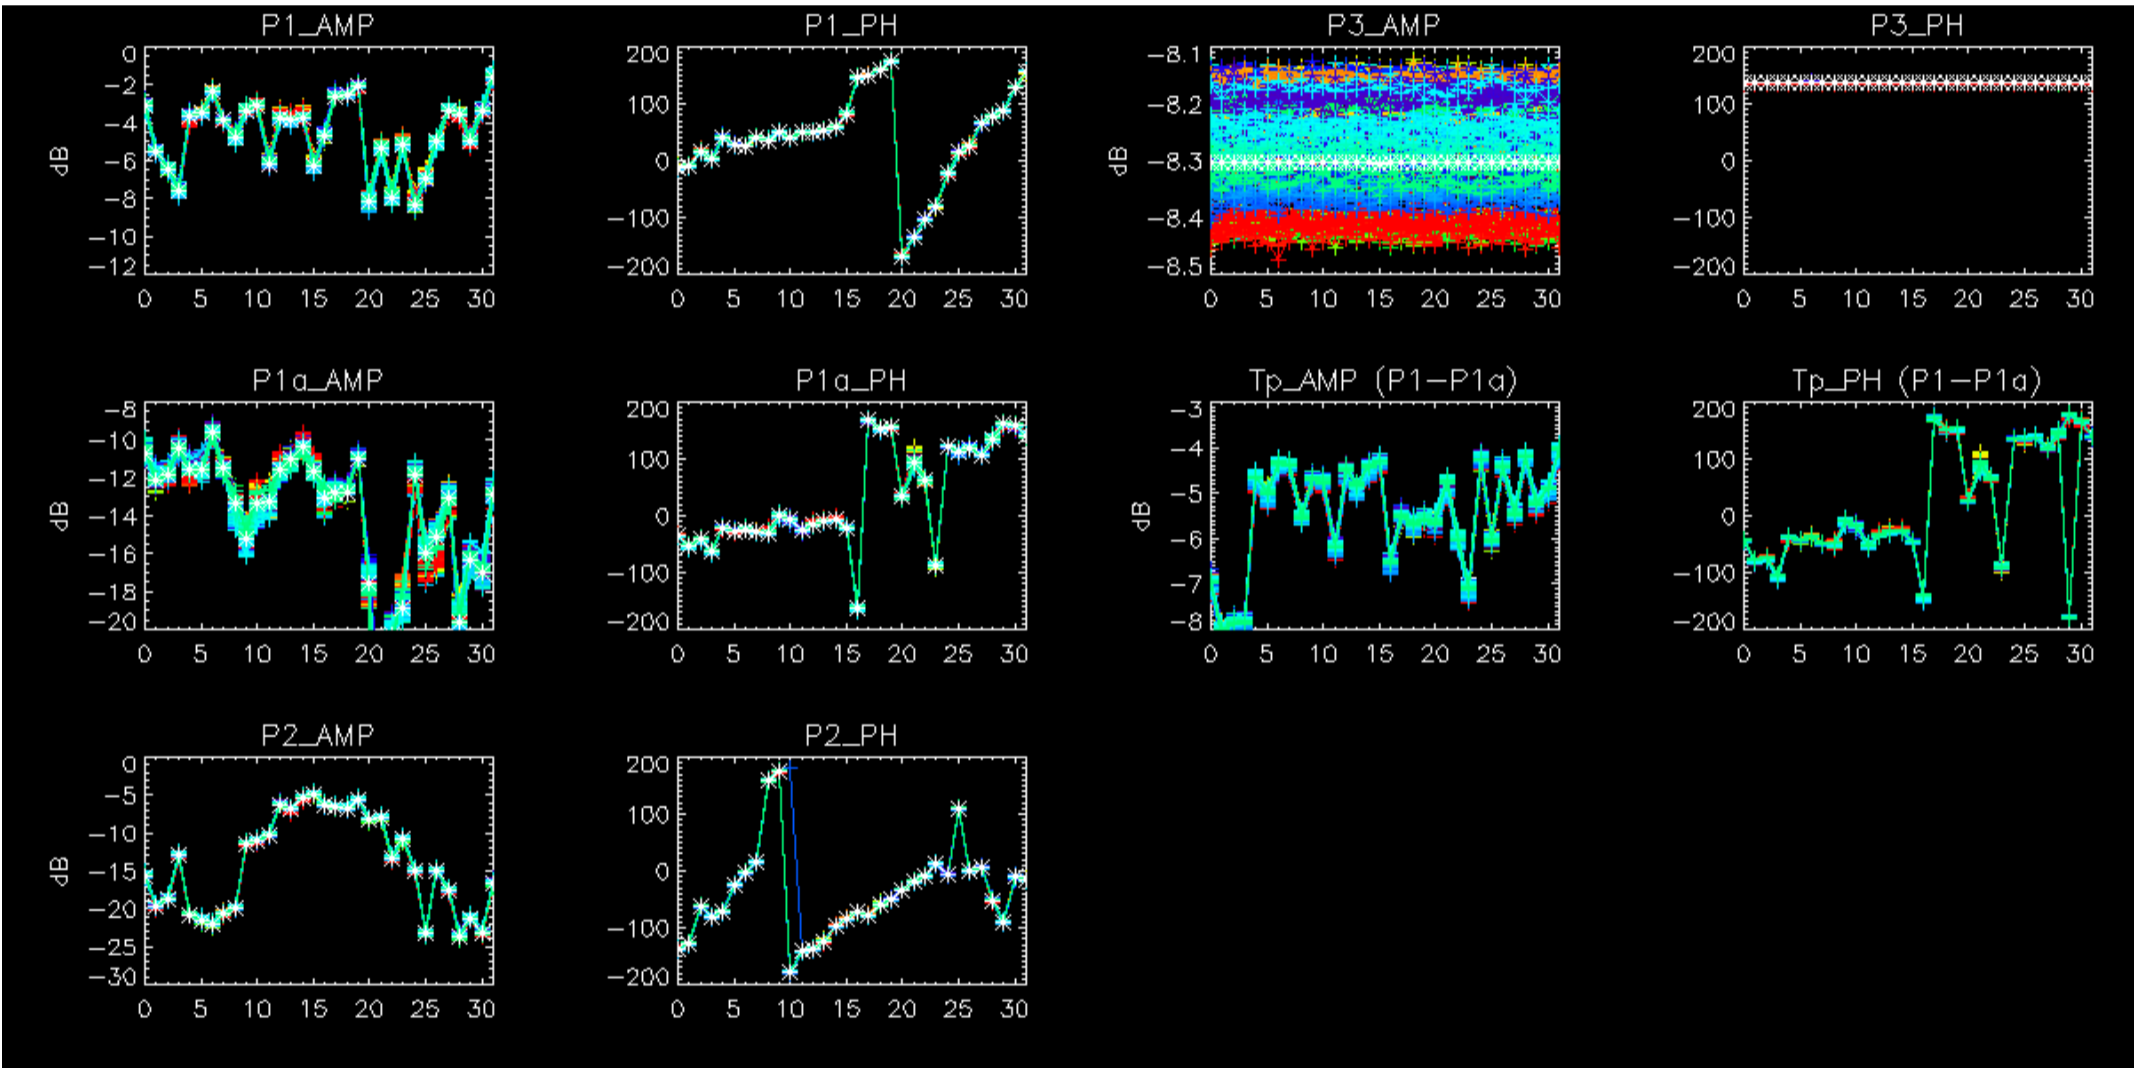 P1_AMP
P1_PH
P3_AMP
P3_PH
0
−2
−4
−6
−8
−10
−12
dB
0 5 10 15 20 25 30
200
100
0
−100
−200
0 5 10 15 20 25 30
−8.1
−8.2
−8.3
−8.4
−8.5
dB
0 5 10 15 20 25 30
200
100
0
−100
−200
0 5 10 15 20 25 30
P1a_AMP
P1a_PH
Tp_AMP (P1−P1a)
Tp_PH (P1−P1a)
−8
−10
−12
−14
−16
−18
−20
dB
0 5 10 15 20 25 30
200
100
0
−100
−200
0 5 10 15 20 25 30
−3
−4
−5
−6
−7
−8
dB
0 5 10 15 20 25 30
200
100
0
−100
−200
0 5 10 15 20 25 30
P2_AMP
P2_PH
0
−5
−10
−15
−20
−25
−30
dB
0 5 10 15 20 25 30
200
100
0
−100
−200
0 5 10 15 20 25 30